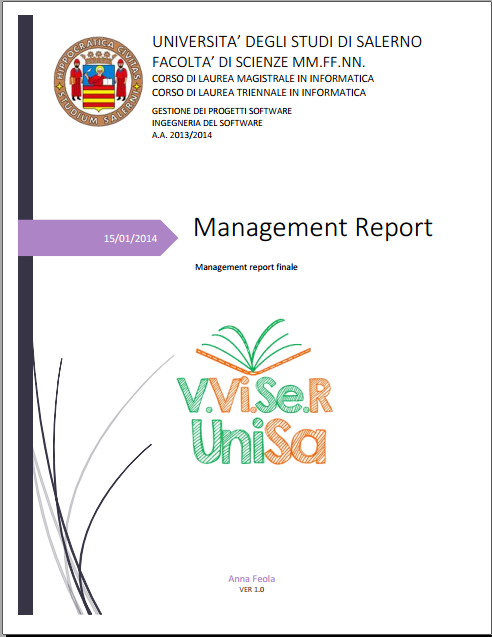 UNIVERSITA’ DEGLI STUDI DI SALERNO
FACOLTA’ DI SCIENZE MM.FF.NN.
CORSO DI LAUREA MAGISTRALE IN INFORMATICA
CORSO DI LAUREA TRIENNALE IN INFORMATICA
GESTIONE DEI PROGETTI SOFTWARE
INGEGNERIA DEL SOFTWARE
A.A. 2013/2014
HIPPOCRATICA CIVITAS
STUDIUM SALERNI
15/01/2014
Management Report
Management report finale
V.Vi.Se.R
UniSa
Anna Feola
VER 1.0